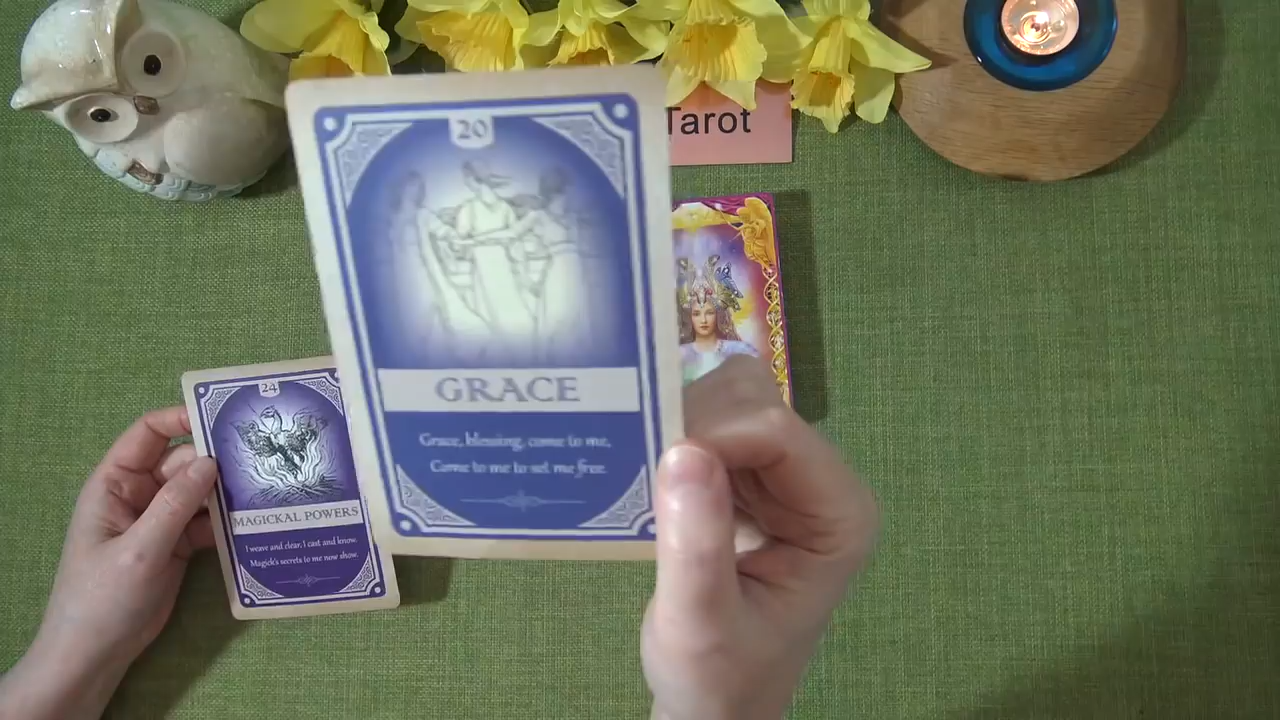 Tarot
20
GRACE
Grace, blessing, come to me,
Come to me to set me free.
24
MAGICKAL POWERS
I weave and clear, I cast and know.
Magick's secrets to me now show.